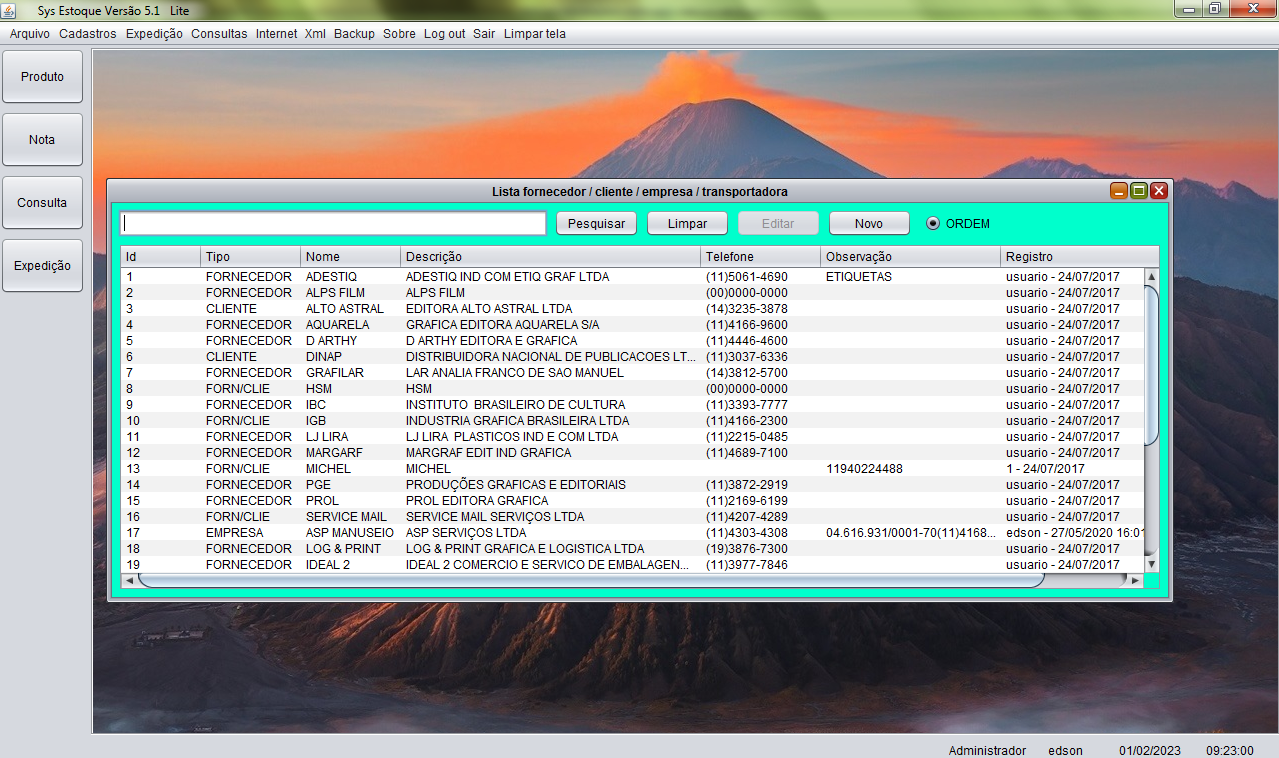 Sys Estoque Versão 5.1 Lite
Arquivo Cadastros Expedição Consultas Internet Xml Backup Sobre Log out Sair Limpar tela
Produto
Nota
Consulta
Expedição
Lista fornecedor / cliente / empresa / transportadora
Pesquisar Limpar Editar Novo ORDEM
Id Tipo Nome Descrição Telefone Observação Registro
1 FORNECEDOR ADESTIQ ADESTIQ IND COM ETIQ GRAF LTDA (11)5061-4690 ETIQUETAS usuario - 24/07/2017
2 FORNECEDOR ALPS FILM ALPS FILM (00)0000-0000 usuario - 24/07/2017
3 CLIENTE ALTO ASTRAL EDITORA ALTO ASTRAL LTDA (14)3235-3878 usuario - 24/07/2017
4 FORNECEDOR AQUARELA GRAFICA EDITORA AQUARELA S/A (11)4166-9600 usuario - 24/07/2017
5 FORNECEDOR D ARTHY D ARTHY EDITORA E GRAFICA (11)4446-4600 usuario - 24/07/2017
6 CLIENTE DINAP DISTRIBUIDORA NACIONAL DE PUBLICACOES LT... (11)3037-6336 usuario - 24/07/2017
7 FORNECEDOR GRAFILAR LAR ANALIA FRANCO DE SAO MANUEL (14)3812-5700 usuario - 24/07/2017
8 FORN/CLIE HSM HSM (00)0000-0000 usuario - 24/07/2017
9 FORNECEDOR IBC INSTITUTO BRASILEIRO DE CULTURA (11)3393-7777 usuario - 24/07/2017
10 FORN/CLIE IGB INDUSTRIA GRAFICA BRASILEIRA LTDA (11)4166-2300 usuario - 24/07/2017
11 FORNECEDOR LJ LIRA LJ LIRA PLASTICOS IND E COM LTDA (11)2215-0485 usuario - 24/07/2017
12 FORNECEDOR MARGARF MARGRAF EDIT IND GRAFICA (11)4689-7100 usuario - 24/07/2017
13 FORN/CLIE MICHEL MICHEL 11940224488 1 - 24/07/2017
14 FORNECEDOR PGE PRODUÇÕES GRAFICAS E EDITORIAIS (11)3872-2919 usuario - 24/07/2017
15 FORNECEDOR PROL PROL EDITORA GRAFICA (11)2169-6199 usuario - 24/07/2017
16 FORN/CLIE SERVICE MAIL SERVICE MAIL SERVIÇOS LTDA (11)4207-4289 usuario - 24/07/2017
17 EMPRESA ASP MANUSEIO ASP SERVIÇOS LTDA (11)4303-4308 04.616.931/0001-70(11)4168... edson - 27/05/2020 16:01
18 FORNECEDOR LOG & PRINT LOG & PRINT GRAFICA E LOGISTICA LTDA (19)3876-7300 usuario - 24/07/2017
19 FORNECEDOR IDEAL 2 IDEAL 2 COMERCIO E SERVICO DE EMBALAGEN... (11)3977-7846 usuario - 24/07/2017
Administrador edson 01/02/2023 09:23:00